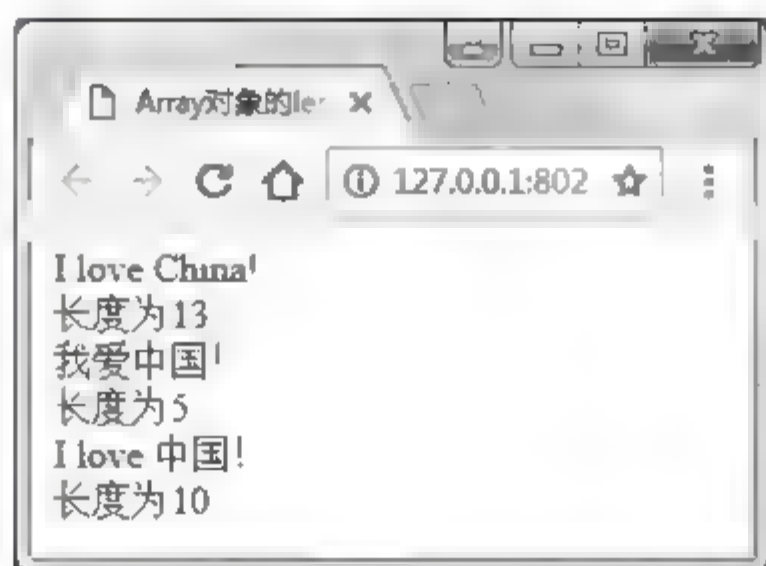 Array对象的le
127.0.0.1:802
I love China!
长度为13
我爱中国!
长度为5
I love 中国!
长度为10